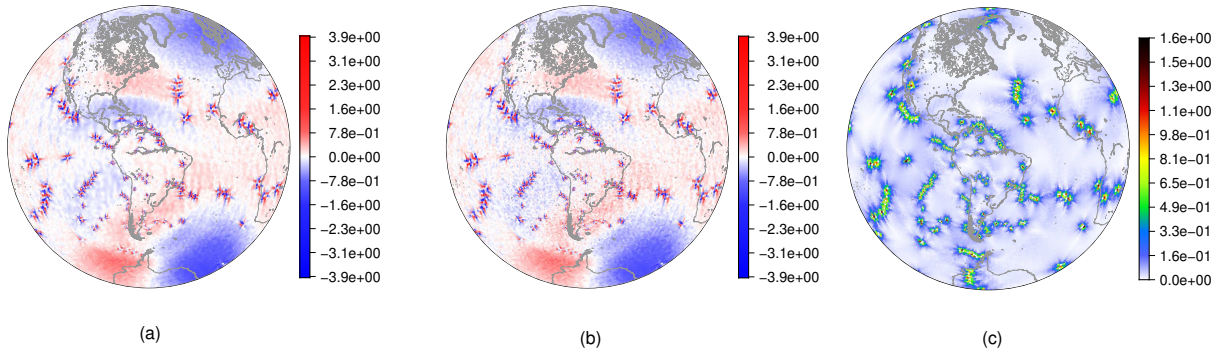 3.9e+00
3.1e+00
2.3e+00
1.6e+00
7.8e−01
0.0e+00
−7.8e−01
−1.6e+00
−2.3e+00
−3.1e+00
−3.9e+00
(a)
3.9e+00
3.1e+00
2.3e+00
1.6e+00
7.8e−01
0.0e+00
−7.8e−01
−1.6e+00
−2.3e+00
−3.1e+00
−3.9e+00
(b)
1.6e+00
1.5e+00
1.3e+00
1.1e+00
9.8e−01
8.1e−01
6.5e−01
4.9e−01
3.3e−01
1.6e−01
0.0e+00
(c)